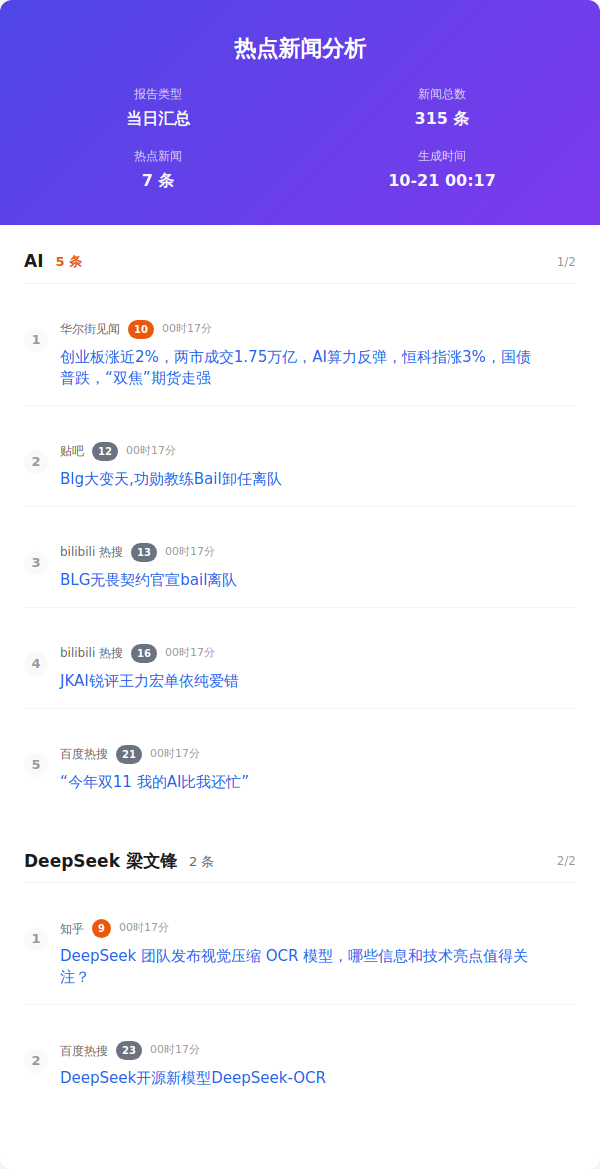 热点新闻分析
报告类型
新闻总数
当日汇总
315 条
热点新闻
生成时间
7 条
10-21 00:17
AI 5 条 1/2
1 华尔街见闻 10 00时17分
创业板涨近2%，两市成交1.75万亿，AI算力反弹，恒科指涨3%，国债
普跌，“双焦”期货走强
2 贴吧 12 00时17分
Blg大变天,功勋教练Bail卸任离队
3 bilibili 热搜 13 00时17分
BLG无畏契约官宣bail离队
4 bilibili 热搜 16 00时17分
JKAI锐评王力宏单依纯爱错
5 百度热搜 21 00时17分
“今年双11 我的AI比我还忙”
DeepSeek 梁文锋 2 条 2/2
1 知乎 9 00时17分
DeepSeek 团队发布视觉压缩 OCR 模型，哪些信息和技术亮点值得关
注？
2 百度热搜 23 00时17分
DeepSeek开源新模型DeepSeek-OCR